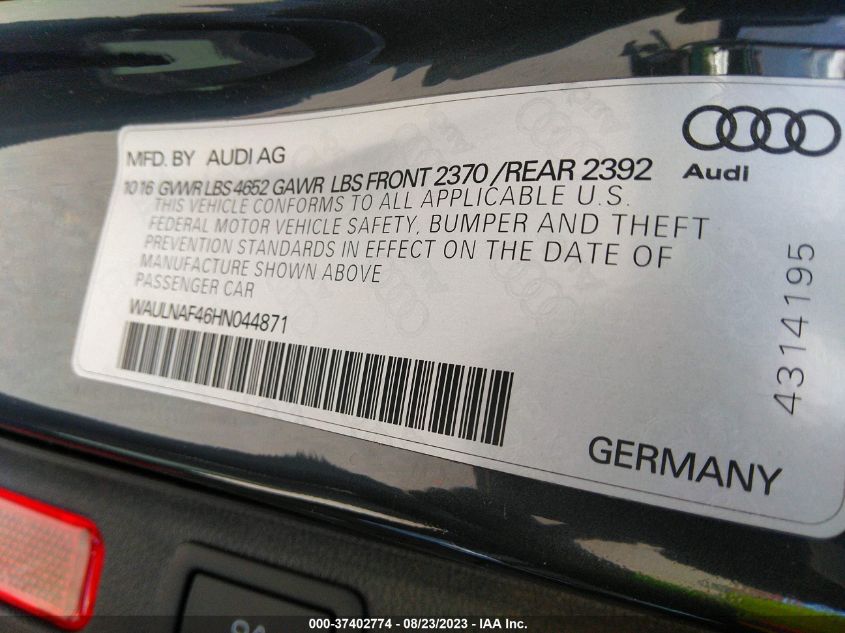 Audi
MFD. BY AUDI AG
1016 GVWR LBS 4652 GAWR LBS FRONT 2370 / REAR 2392
THIS VEHICLE CONFORMS TO ALL APPLICABLE U.S.
FEDERAL MOTOR VEHICLE SAFETY, BUMPER AND THEFT
PREVENTION STANDARDS IN EFFECT ON THE DATE OF
MANUFACTURE SHOWN ABOVE
PASSENGER CAR
WAULNAF46HN044871
4314195
GERMANY
000-37402774 - 08/23/2023 - IAA Inc.